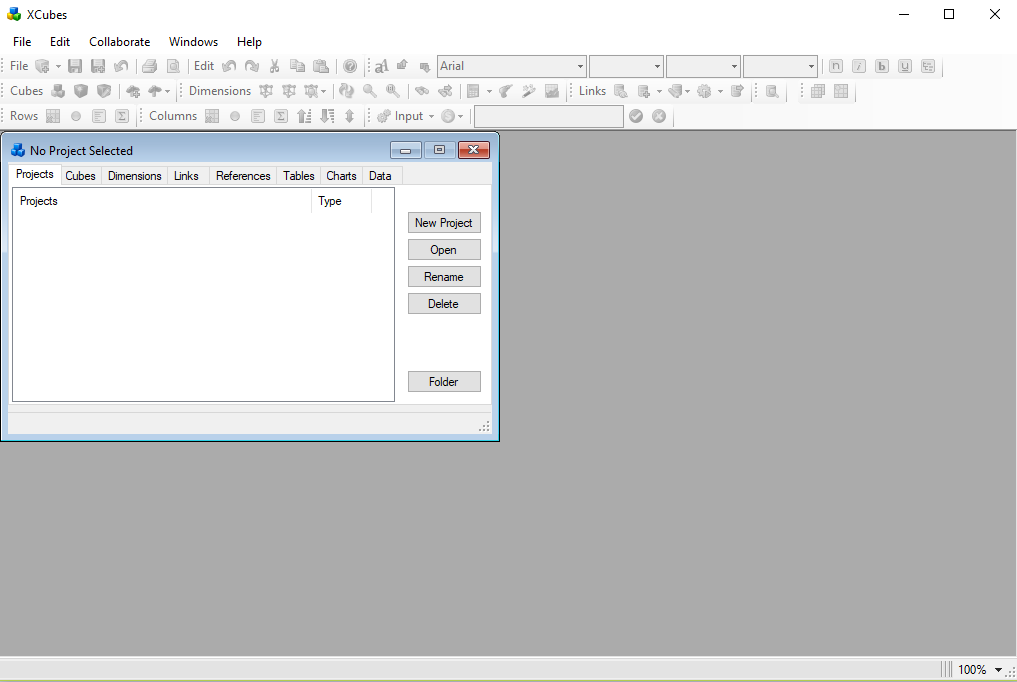 XCubes
File Edit Collaborate Windows Help
File Edit a1 Arial n i b u
Cubes Dimensions Links
Rows Σ Columns Σ Input
No Project Selected
Projects Cubes Dimensions Links References Tables Charts Data
Projects Type
New Project
Open
Rename
Delete
Folder
100%